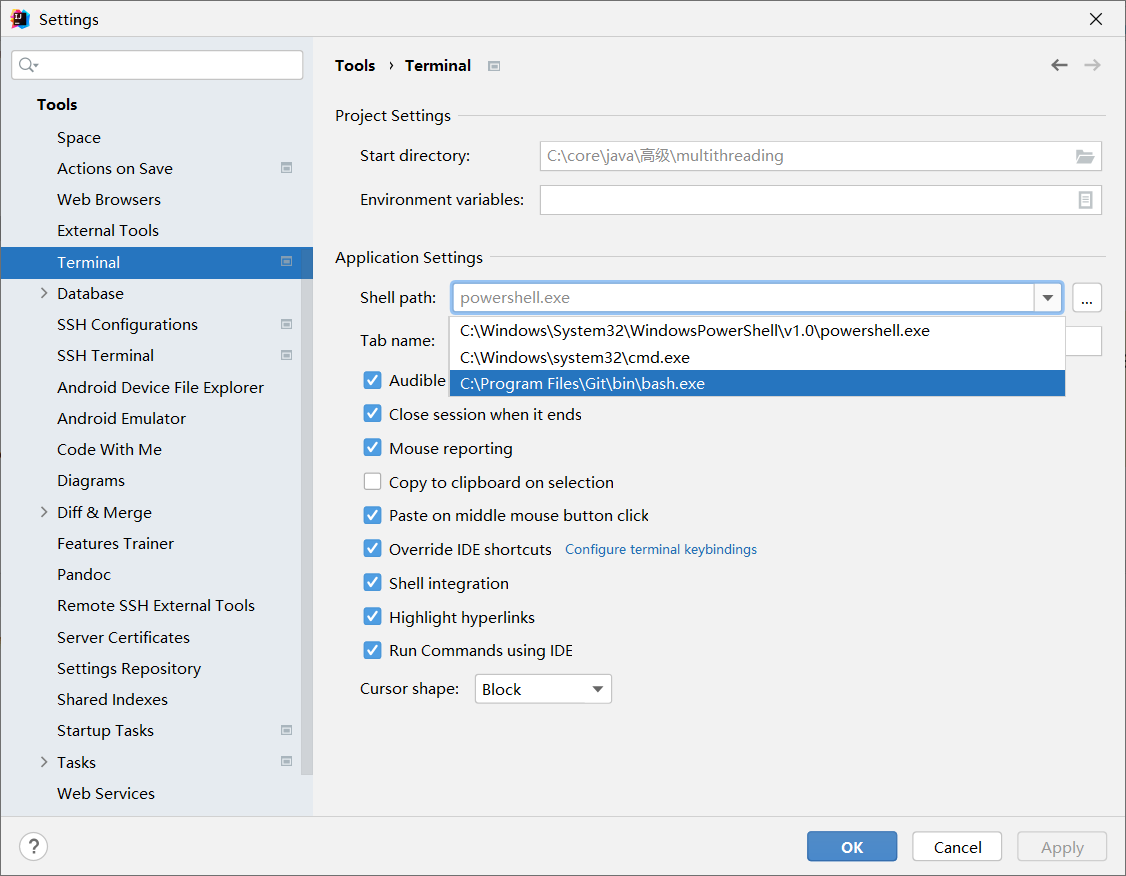 Settings
Tools
Space
Actions on Save
Web Browsers
External Tools
Terminal
Database
SSH Configurations
SSH Terminal
Android Device File Explorer
Android Emulator
Code With Me
Diagrams
Diff & Merge
Features Trainer
Pandoc
Remote SSH External Tools
Server Certificates
Settings Repository
Shared Indexes
Startup Tasks
Tasks
Web Services
Tools › Terminal
Project Settings
Start directory: C:\core\java\高级\multithreading
Environment variables:
Application Settings
Shell path: powershell.exe ...
C:\Windows\System32\WindowsPowerShell\v1.0\powershell.exe
Tab name:
C:\Windows\system32\cmd.exe
Audible
C:\Program Files\Git\bin\bash.exe
Close session when it ends
Mouse reporting
Copy to clipboard on selection
Paste on middle mouse button click
Override IDE shortcuts Configure terminal keybindings
Shell integration
Highlight hyperlinks
Run Commands using IDE
Cursor shape: Block
? OK Cancel Apply